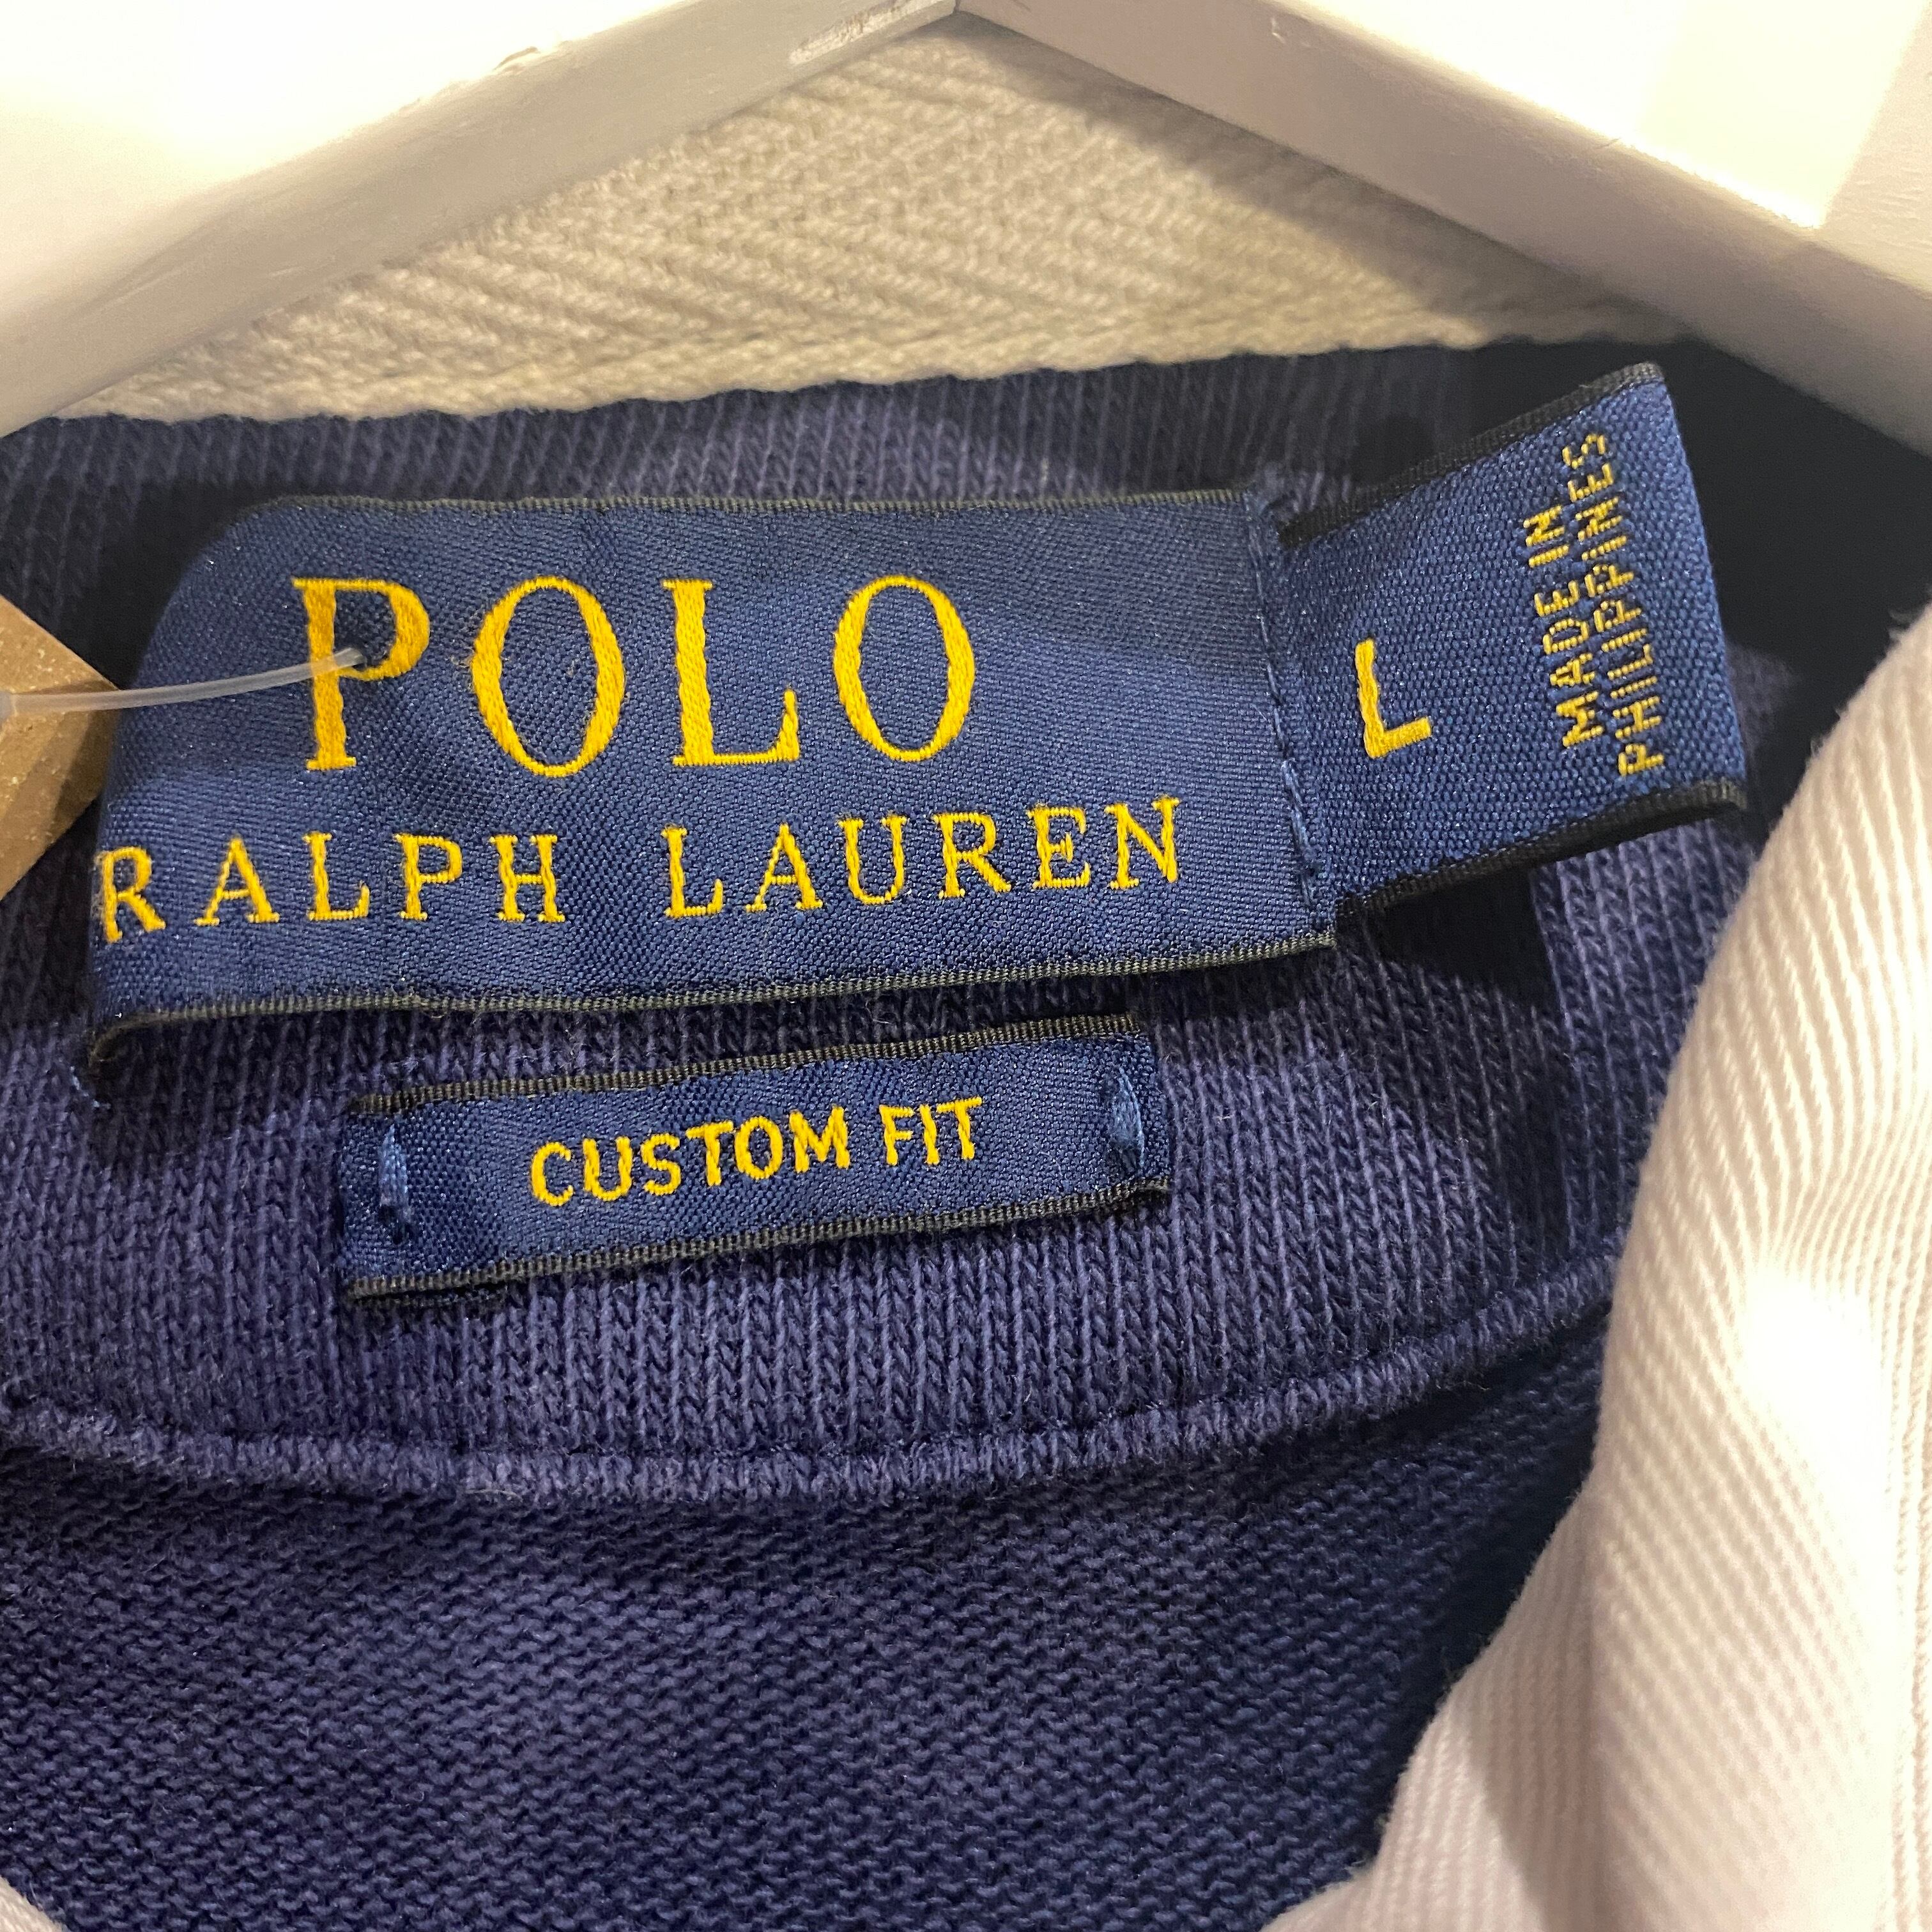 POLO
RALPH LAUREN
L
MADE IN
PHILIPPINES
CUSTOM FIT